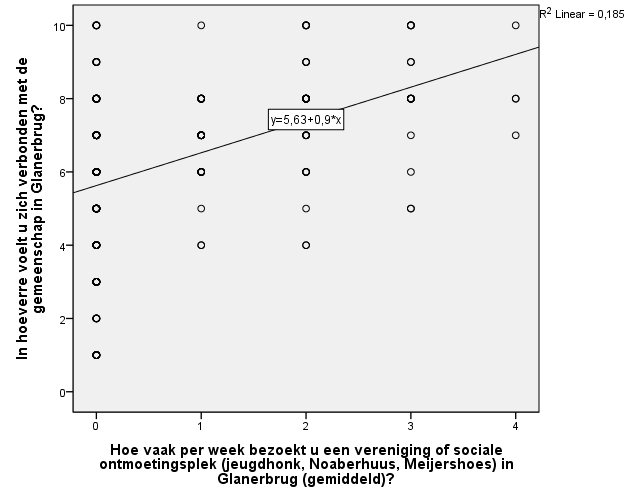 R2 Linear = 0,185
In hoeverre voelt u zich verbonden met de
gemeenschap in Glanerbrug?
10
8
6
4
2
0
y=5,63+0,9*x
0 1 2 3 4
Hoe vaak per week bezoekt u een vereniging of sociale
ontmoetingsplek (jeugdhonk, Noaberhuus, Meijershoes) in
Glanerbrug (gemiddeld)?